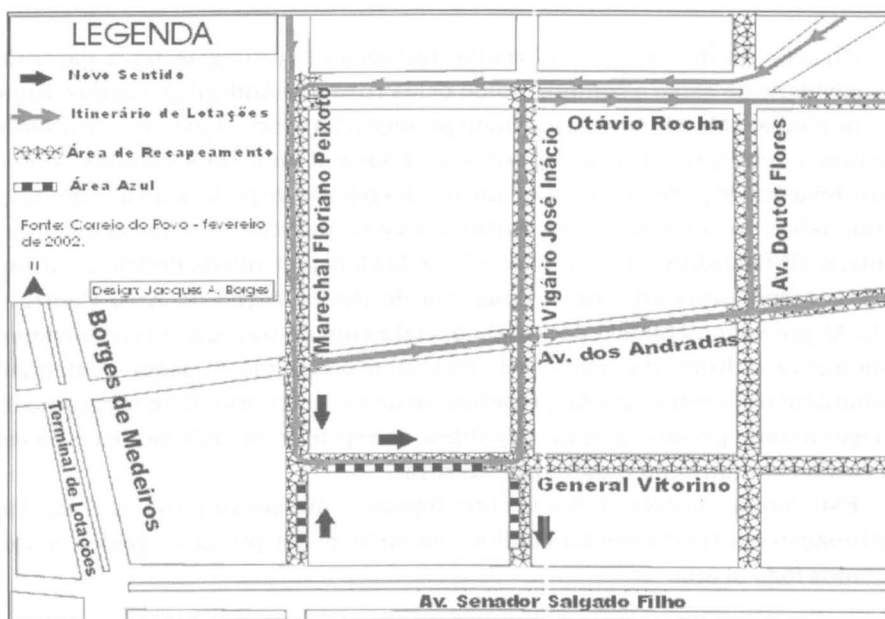 LEGENDA
Novo Sentido
Itinerário de Lotações
Área de Recapeamento
Área Azul
Fonte: Correio do Povo - fevereiro
de 2002.
Design: Jacques A. Borges
Marechal Floriano Peixoto
Vigário José Inácio
Otávio Rocha
Av. Doutor Flores
Av. dos Andradas
Borges de Medeiros
Terminal de Lotações
General Vitorino
Av. Senador Salgado Filho